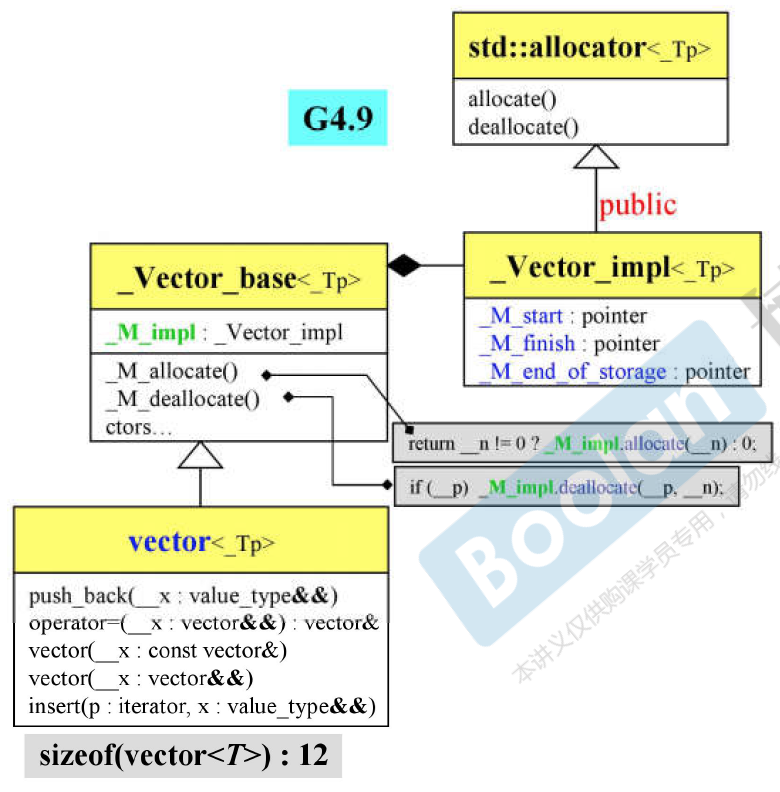 std::allocator<_Tp>
allocate()
deallocate()
G4.9
public
_Vector_base<_Tp>
_M_impl : _Vector_impl
_M_allocate()
_M_deallocate()
ctors...
_Vector_impl<_Tp>
_M_start : pointer
_M_finish : pointer
_M_end_of_storage : pointer
return __n != 0 ? _M_impl.allocate(__n) : 0;
if (__p) _M_impl.deallocate(__p, __n);
vector<_Tp>
push_back(__x : value_type&&)
operator=(__x : vector&&) : vector&
vector(__x : const vector&)
vector(__x : vector&&)
insert(p : iterator, x : value_type&&)
sizeof(vector<T>) : 12
Boolan
本讲义仅供购课学员专用，请勿